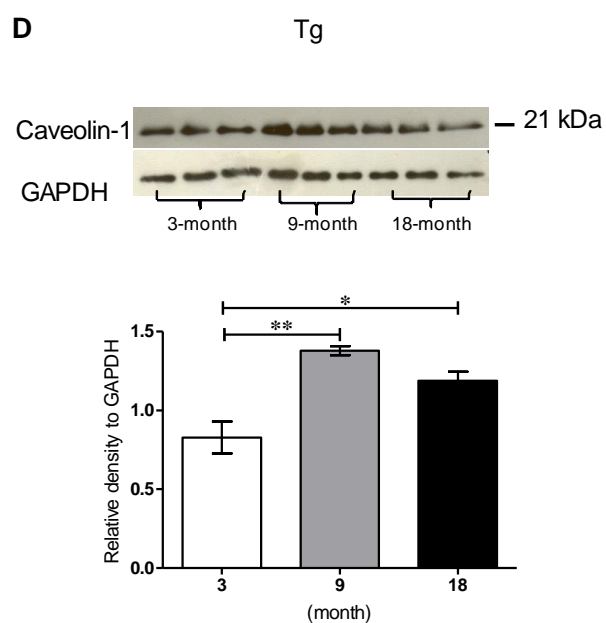 D
Tg
Caveolin-1
21 kDa
GAPDH
3-month 9-month 18-month
*
**
Relative density to GAPDH
1.5
1.0
0.5
0.0
3 9 18
(month)